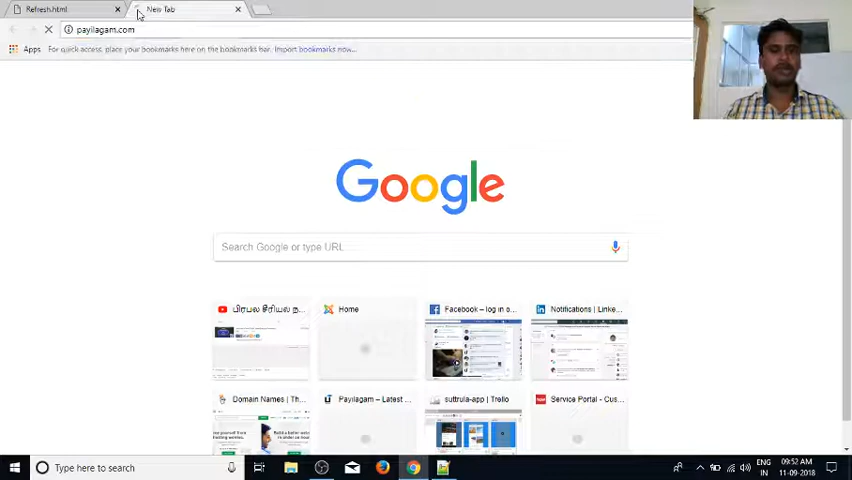 Refresh.html
New Tab
payilagam.com
Apps For quick access, place your bookmarks here on the bookmarks bar. Import bookmarks now...
Google
Search Google or type URL
பிரபல சீரியல் ந...
Home
Facebook – log in o...
Notifications | Linke...
Domain Names | Th...
Payilagam – Latest ...
suttrula-app | Trello
Service Portal - Cus...
Type here to search
ENG
IN
09:52 AM
11-09-2018